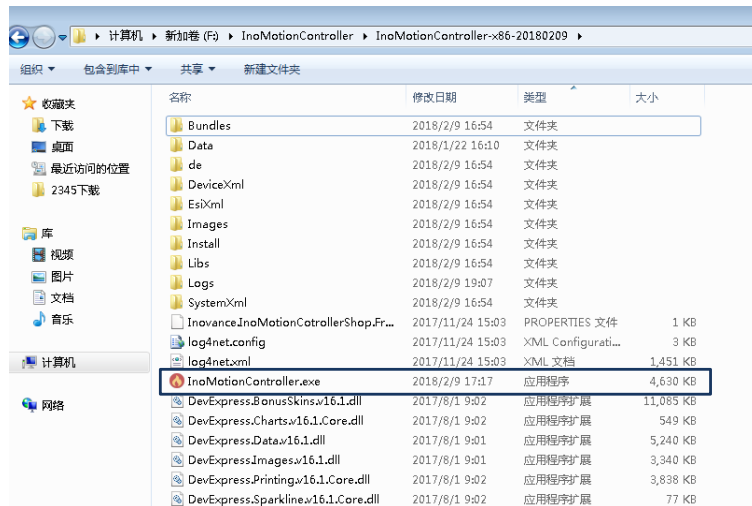 计算机 新加卷 (F:) InoMotionController InoMotionController-x86-20180209
组织 包含到库中 共享 新建文件夹
收藏夹
下载
桌面
最近访问的位置
2345下载
库
视频
图片
文档
音乐
计算机
网络
名称 修改日期 类型 大小
Bundles 2018/2/9 16:54 文件夹
Data 2018/1/22 16:10 文件夹
de 2018/2/9 16:54 文件夹
DeviceXml 2018/2/9 16:54 文件夹
EsiXml 2018/2/9 16:54 文件夹
Images 2018/2/9 16:54 文件夹
Install 2018/2/9 16:54 文件夹
Libs 2018/2/9 16:54 文件夹
Logs 2018/2/9 19:07 文件夹
SystemXml 2018/2/9 16:54 文件夹
Inovance.InoMotionCotrollerShop.Fr... 2017/11/24 15:03 PROPERTIES 文件 1 KB
log4net.config 2017/11/24 15:03 XML Configurati... 3 KB
log4net.xml 2017/11/24 15:03 XML 文档 1,451 KB
InoMotionController.exe 2018/2/9 17:17 应用程序 4,630 KB
DevExpress.BonusSkins.v16.1.dll 2017/8/1 9:02 应用程序扩展 11,085 KB
DevExpress.Charts.v16.1.Core.dll 2017/8/1 9:02 应用程序扩展 549 KB
DevExpress.Data.v16.1.dll 2017/8/1 9:01 应用程序扩展 5,240 KB
DevExpress.Images.v16.1.dll 2017/8/1 9:01 应用程序扩展 3,340 KB
DevExpress.Printing.v16.1.Core.dll 2017/8/1 9:02 应用程序扩展 3,838 KB
DevExpress.Sparkline.v16.1.Core.dll 2017/8/1 9:02 应用程序扩展 77 KB